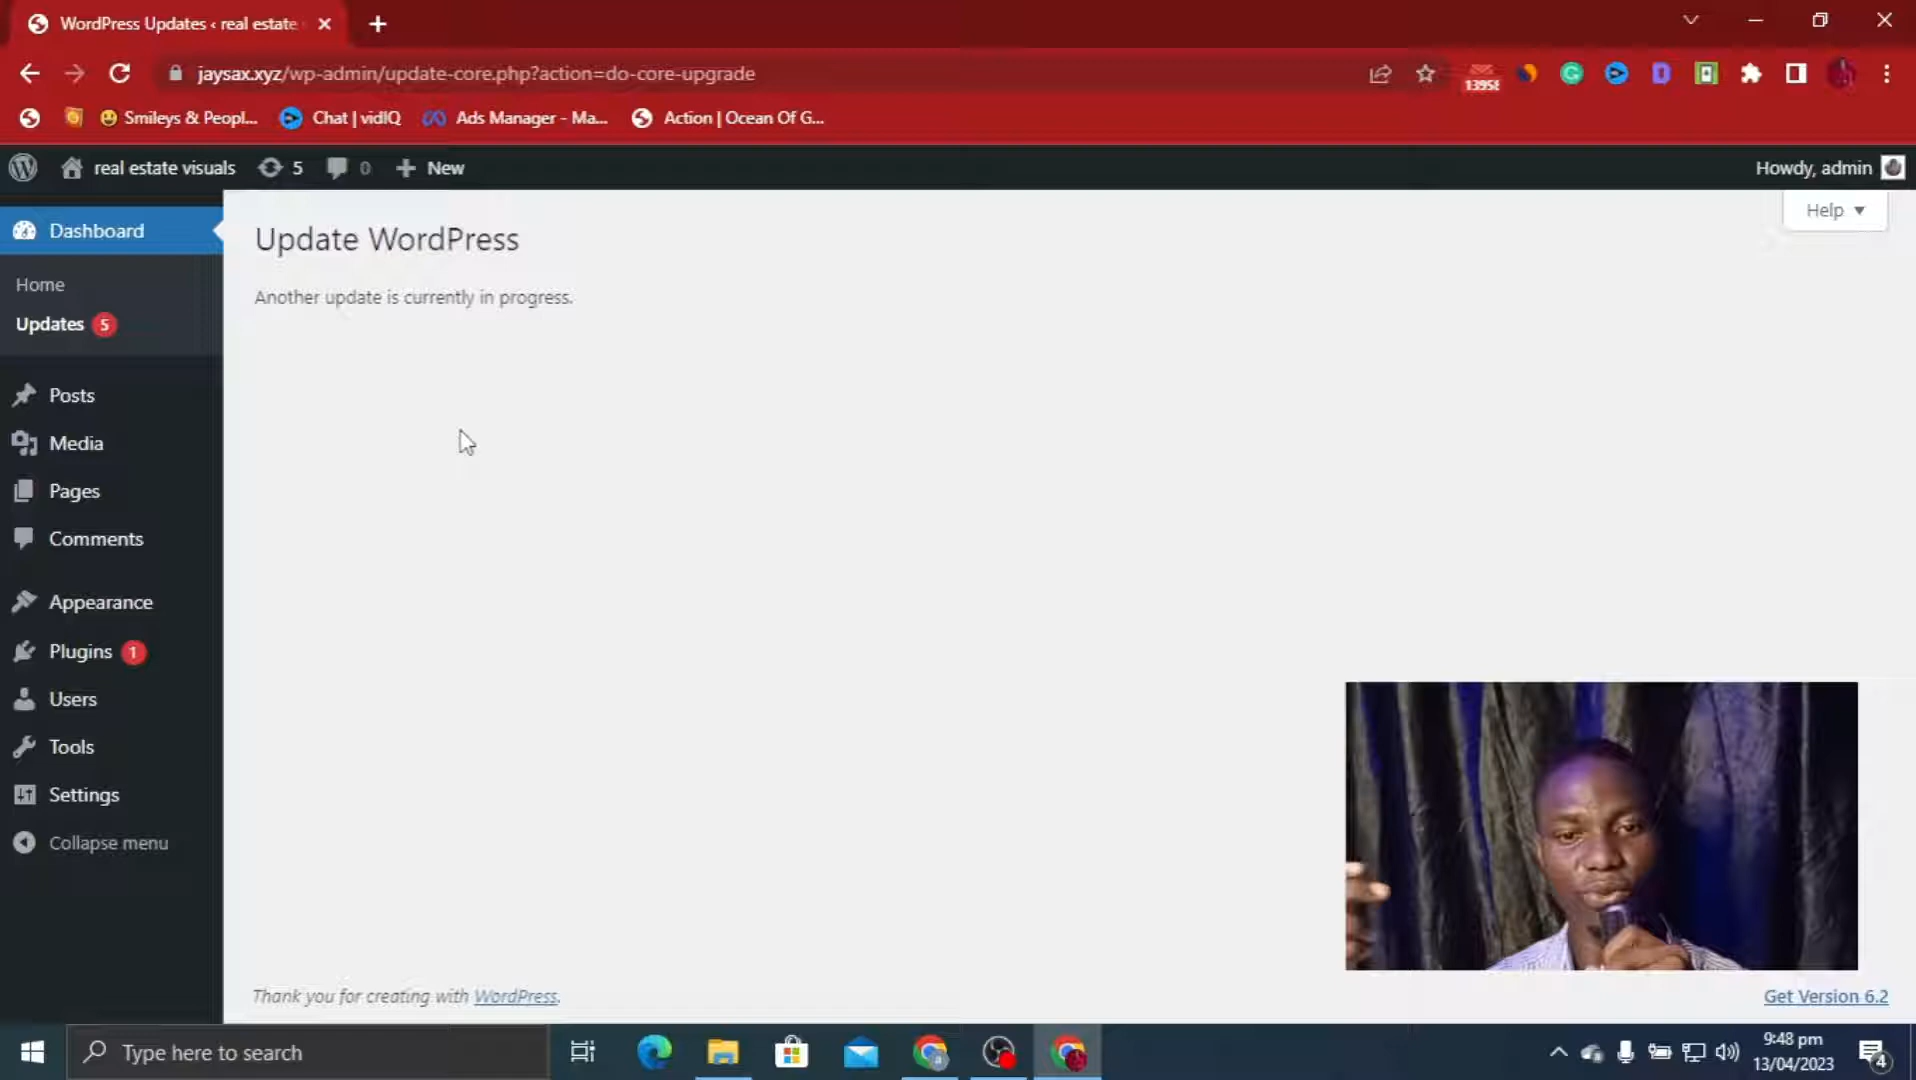 WordPress Updates ‹ real estate
jaysax.xyz/wp-admin/update-core.php?action=do-core-upgrade
Smileys & Peopl...
Chat | vidIQ
Ads Manager - Ma...
Action | Ocean Of G...
real estate visuals
5
0
New
Howdy, admin
Help
Dashboard
Home
Updates 5
Posts
Media
Pages
Comments
Appearance
Plugins 1
Users
Tools
Settings
Collapse menu
Update WordPress
Another update is currently in progress.
Thank you for creating with WordPress.
Get Version 6.2
Type here to search
9:48 pm
13/04/2023
4